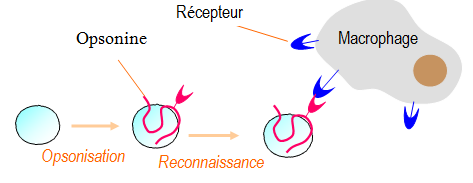 Récepteur
Opsonine
Macrophage
Opsonisation
Reconnaissance